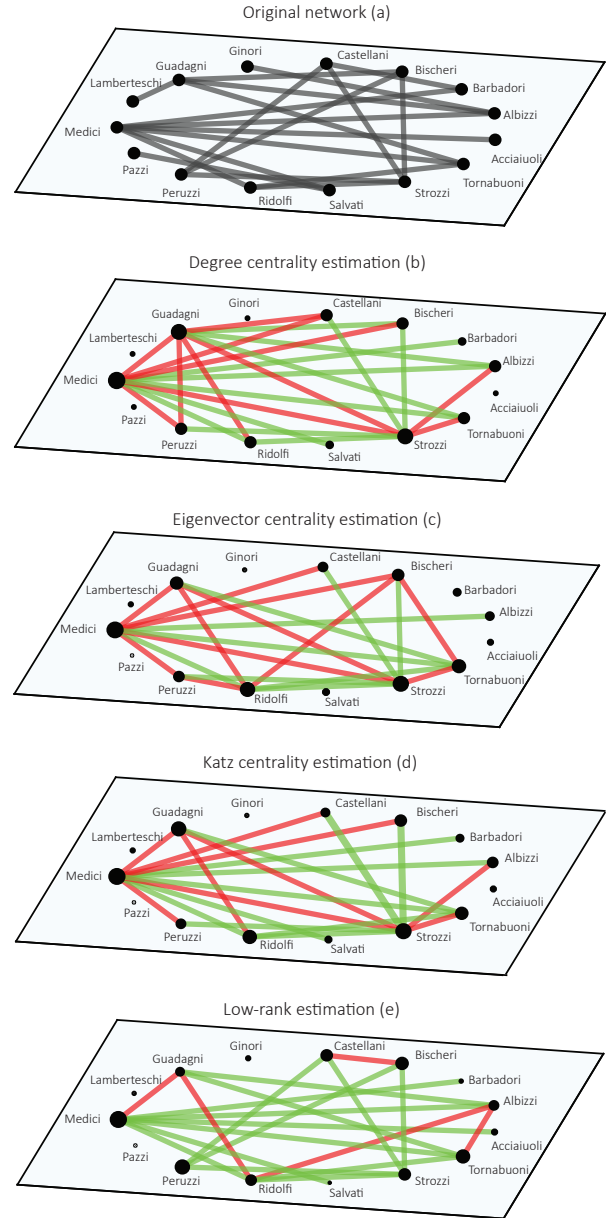 Original network (a)
Ginori
Castellani
Guadagni
Bischeri
Lamberteschi
Barbadori
Albizzi
Medici
Acciaiuoli
Pazzi
Tornabuoni
Peruzzi
Ridolfi
Salvati
Strozzi
Degree centrality estimation (b)
Ginori
Castellani
Guadagni
Bischeri
Lamberteschi
Barbadori
Albizzi
Medici
Acciaiuoli
Pazzi
Tornabuoni
Peruzzi
Ridolfi
Salvati
Strozzi
Eigenvector centrality estimation (c)
Ginori
Castellani
Guadagni
Bischeri
Lamberteschi
Barbadori
Albizzi
Medici
Acciaiuoli
Pazzi
Tornabuoni
Peruzzi
Ridolfi
Salvati
Strozzi
Katz centrality estimation (d)
Ginori
Castellani
Guadagni
Bischeri
Lamberteschi
Barbadori
Albizzi
Medici
Acciaiuoli
Pazzi
Tornabuoni
Peruzzi
Ridolfi
Salvati
Strozzi
Low-rank estimation (e)
Ginori
Castellani
Guadagni
Bischeri
Lamberteschi
Barbadori
Albizzi
Medici
Acciaiuoli
Pazzi
Tornabuoni
Peruzzi
Ridolfi
Salvati
Strozzi